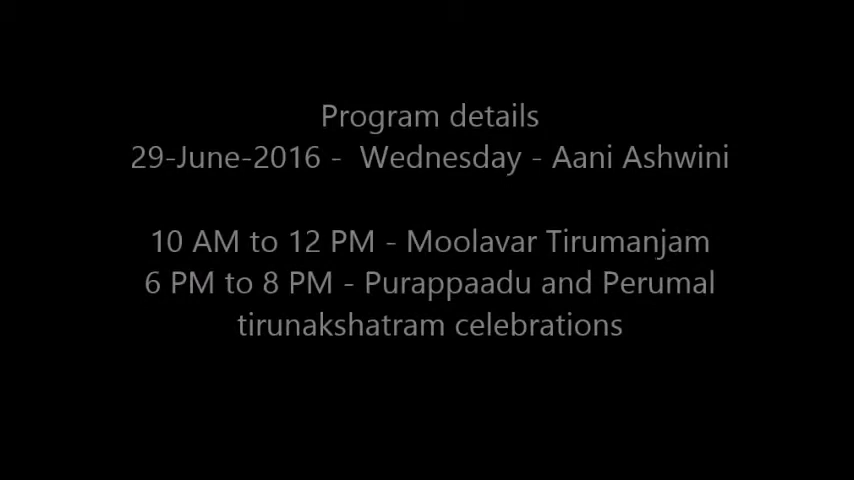 Program details
29-June-2016 -  Wednesday - Aani Ashwini
10 AM to 12 PM - Moolavar Tirumanjam
6 PM to 8 PM - Purappaadu and Perumal
tirunakshatram celebrations